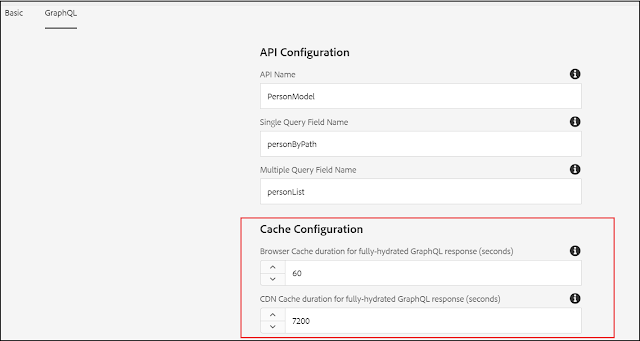 Basic GraphQL
API Configuration
API Name
PersonModel
Single Query Field Name
personByPath
Multiple Query Field Name
personList
Cache Configuration
Browser Cache duration for fully-hydrated GraphQL response (seconds)
60
CDN Cache duration for fully-hydrated GraphQL response (seconds)
7200